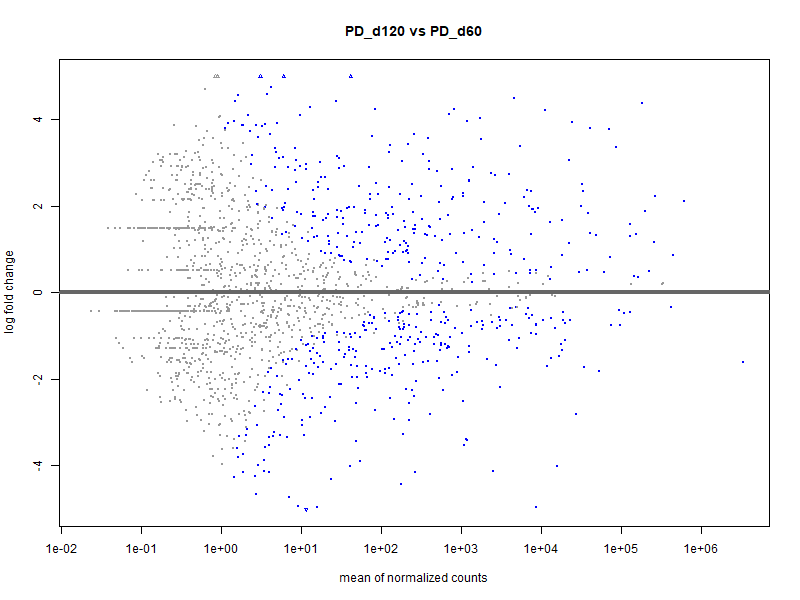 PD_d120 vs PD_d60
log fold change
4
2
0
-2
-4
1e-02 1e-01 1e+00 1e+01 1e+02 1e+03 1e+04 1e+05 1e+06
mean of normalized counts